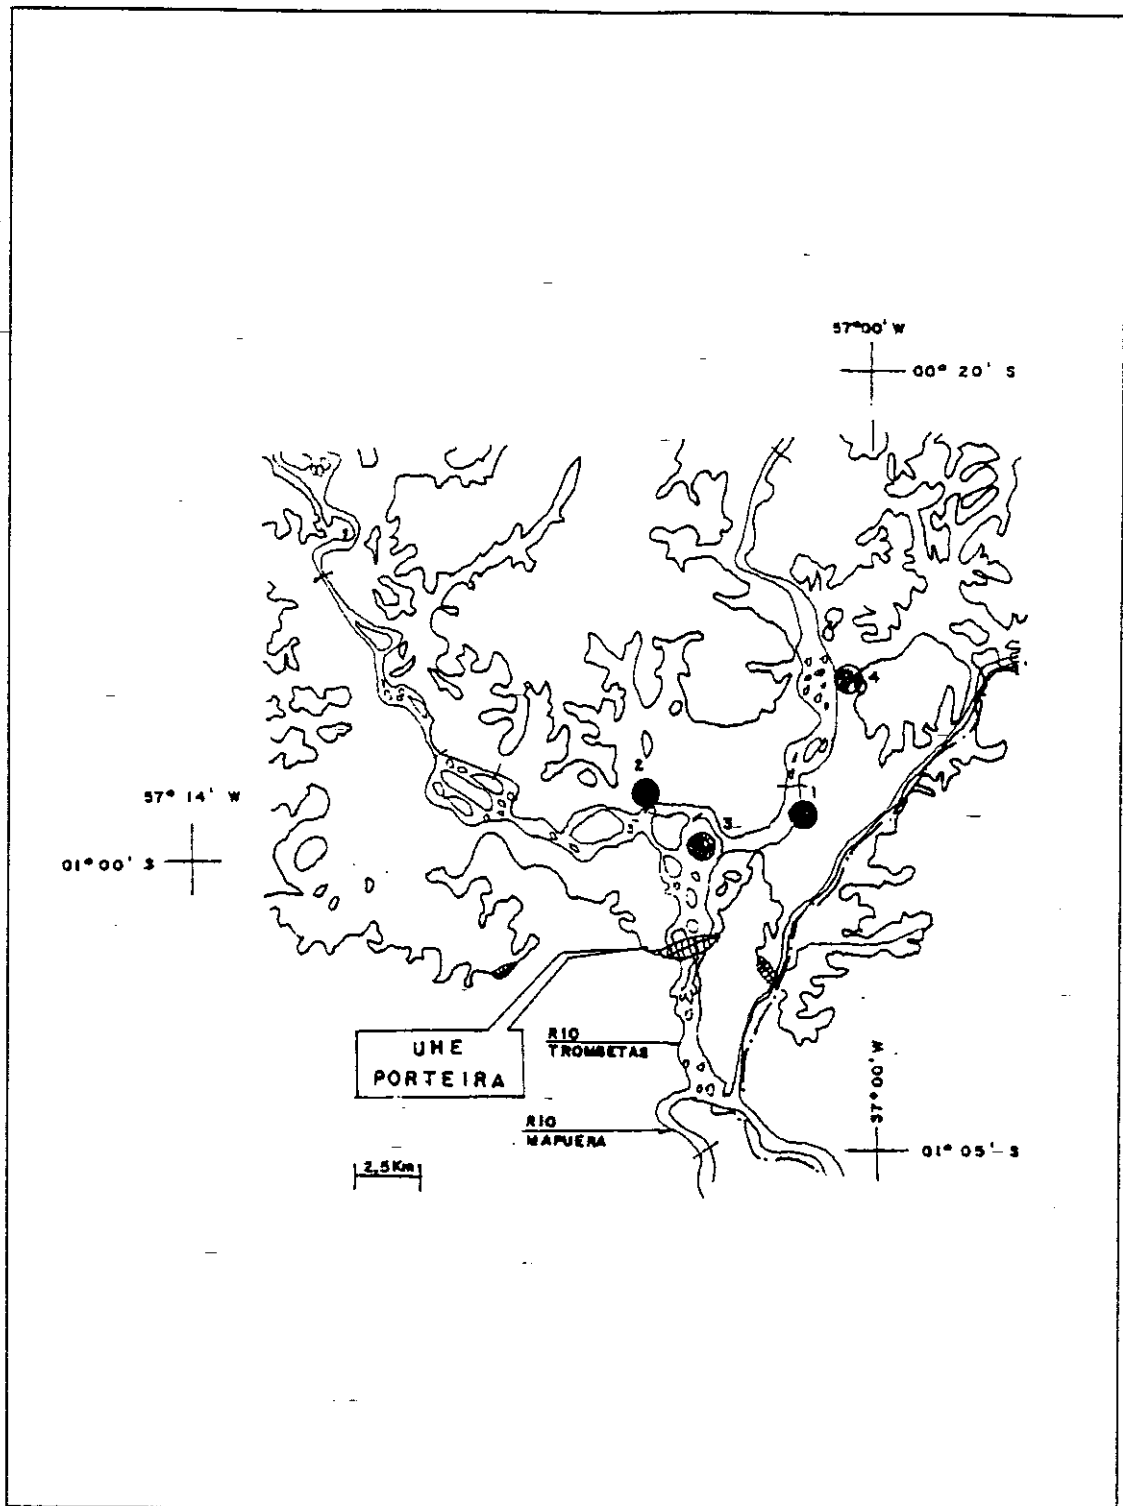 57°00' W
00° 20' S
4
2
1
57° 14' W
3
01° 00' S
UHE
PORTEIRA
RIO
TROMBETAS
57°00' W
RIO
MAPUERA
01° 05' S
2,5Km